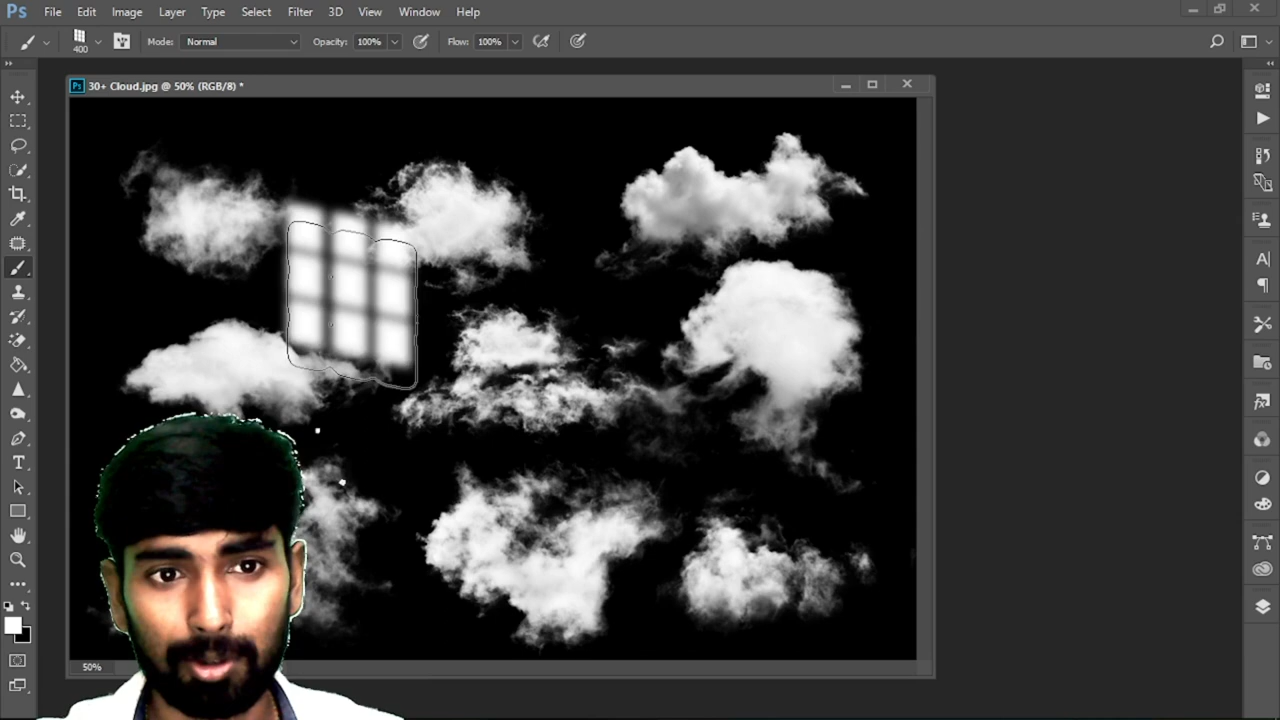 Ps File Edit Image Layer Type Select Filter 3D View Window Help
400 Mode: Normal Opacity: 100% Flow: 100%
Ps 30+ Cloud.jpg @ 50% (RGB/8) *
T
A
50%